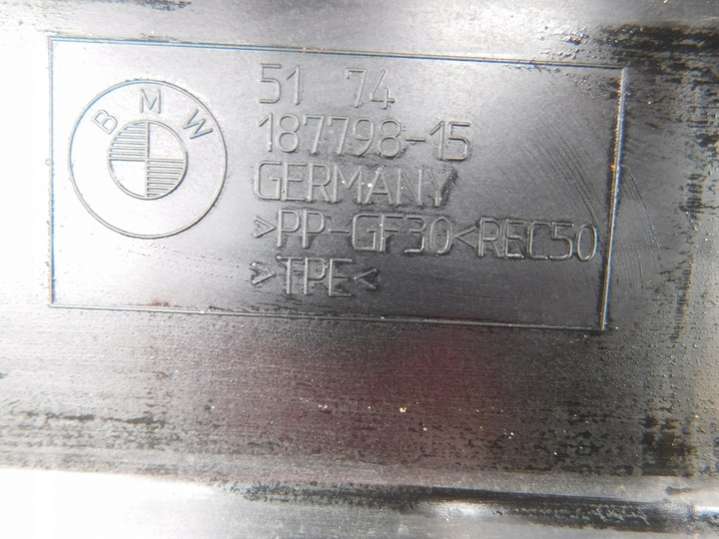 BMW
51 74
187798-15
GERMANY
>PP-GF30<REC50
>TPE<